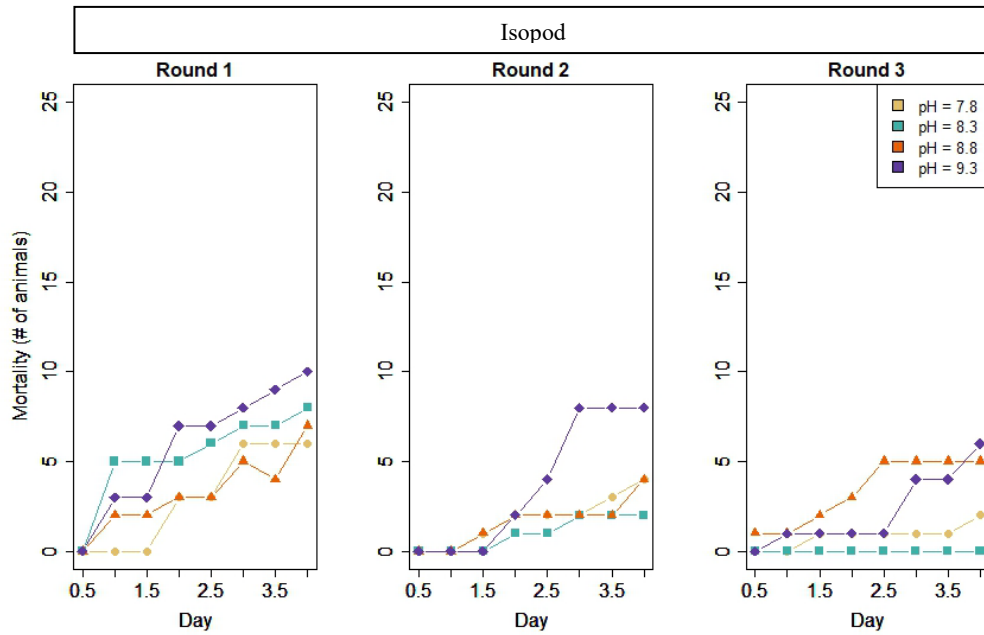 Isopod
Round 1
Round 2
Round 3
Mortality (# of animals)
25
20
15
10
5
0
25
20
15
10
5
0
25
20
15
10
5
0
pH = 7.8
pH = 8.3
pH = 8.8
pH = 9.3
0.5 1.5 2.5 3.5
0.5 1.5 2.5 3.5
0.5 1.5 2.5 3.5
Day
Day
Day